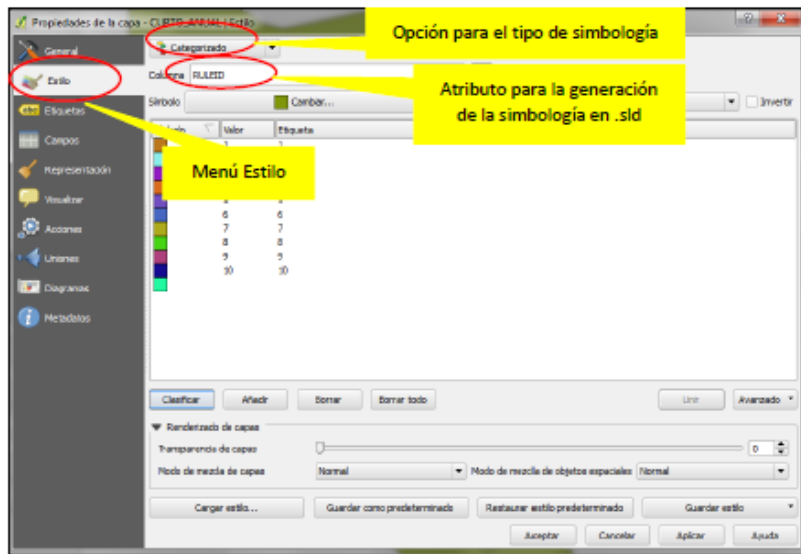 Propiedades de la capa - CULTO_ANUAL | Estilo
Opción para el tipo de simbología
General
Categorizado
Estilo
Columna RULEID
Atributo para la generación
de la simbología en .sld
Símbolo Cambiar... Invertir
Etiquetas
Valor Etiqueta
Campos
Menú Estilo
Representación
Visualizar
6 6
Acciones
7 7
8 8
Uniones
9 9
10 10
Diagramas
Metadatos
Clasificar Añadir Borrar Borrar todo Unir Avanzado
Renderizado de capas
Transparencia de capas 0
Modo de mezcla de capas Normal Modo de mezcla de objetos espaciales Normal
Cargar estilo... Guardar como predeterminado Restaurar estilo predeterminado Guardar estilo
Aceptar Cancelar Aplicar Ayuda